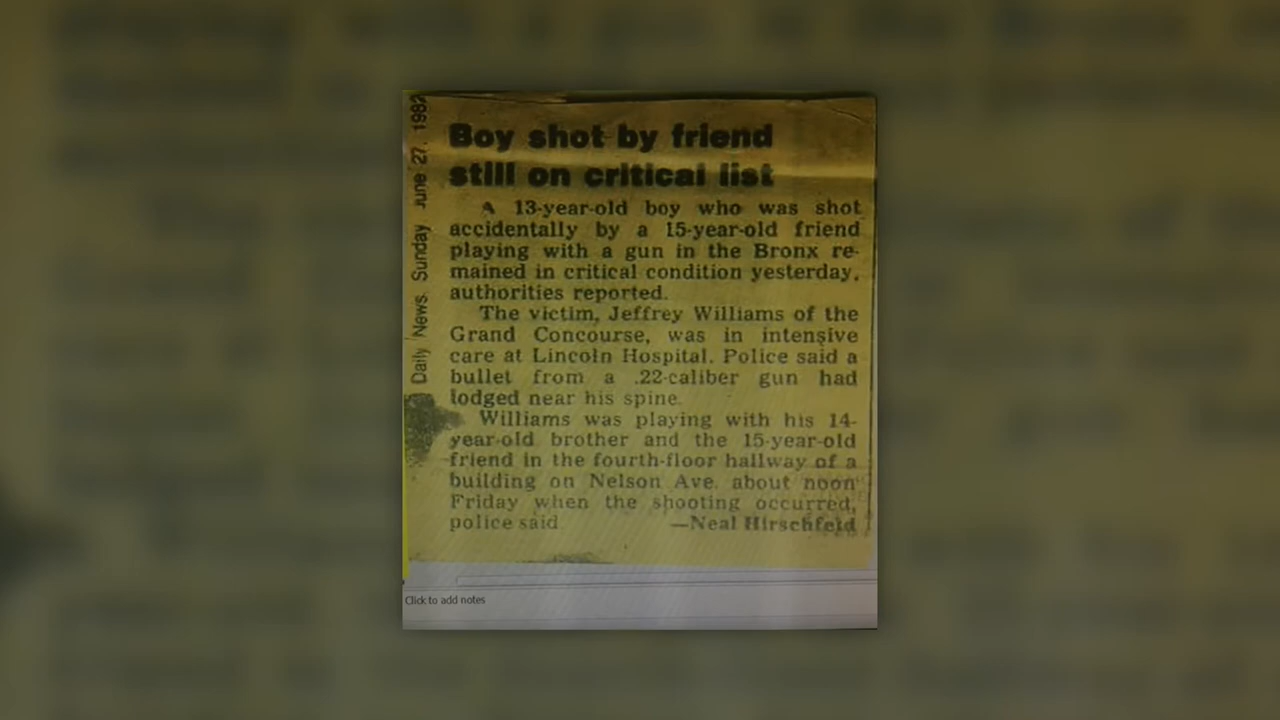 Daily News, Sunday June 27, 1982
Boy shot by friend
still on critical list
A 13-year-old boy who was shot
accidentally by a 15-year-old friend
playing with a gun in the Bronx re-
mained in critical condition yesterday,
authorities reported.
The victim, Jeffrey Williams of the
Grand Concourse, was in intensive
care at Lincoln Hospital. Police said a
bullet from a .22-caliber gun had
lodged near his spine.
Williams was playing with his 14-
year-old brother and the 15-year-old
friend in the fourth-floor hallway of a
building on Nelson Ave. about noon
Friday when the shooting occurred,
police said —Neal Hirschfeld
Click to add notes